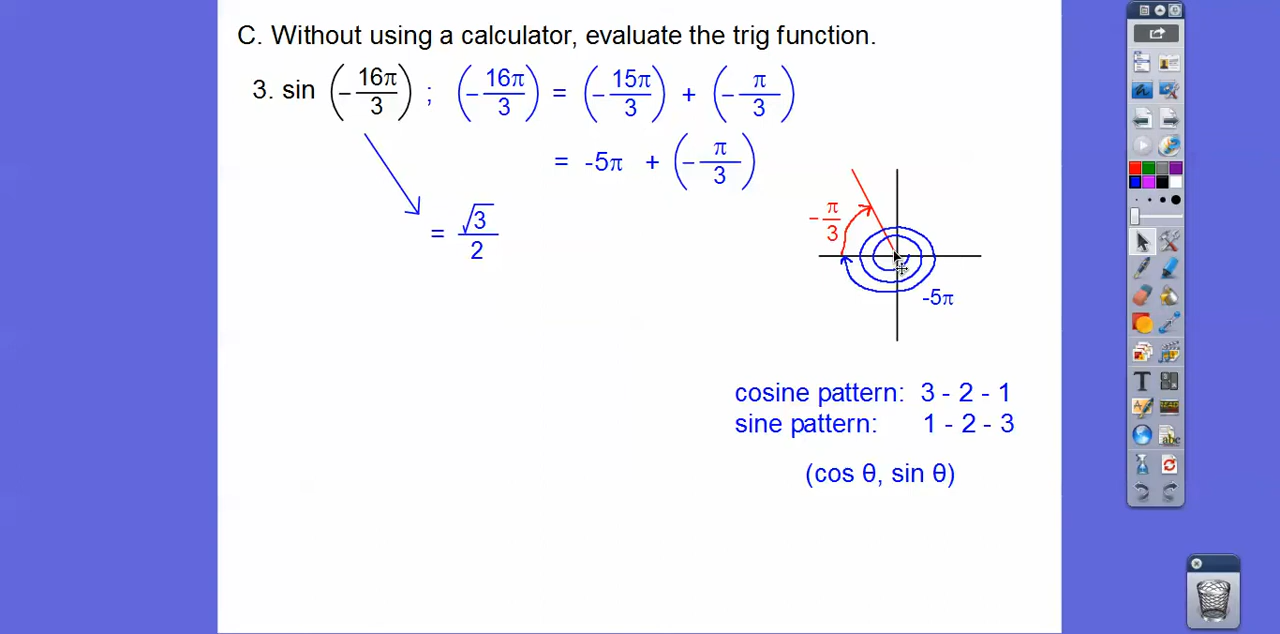 C. Without using a calculator, evaluate the trig function.
3. sin (-16π/3) ; (-16π/3) = (-15π/3) + (-π/3)
= -5π + (-π/3)
= √3/2
-π/3
-5π
cosine pattern: 3 - 2 - 1
sine pattern: 1 - 2 - 3
(cos θ, sin θ)